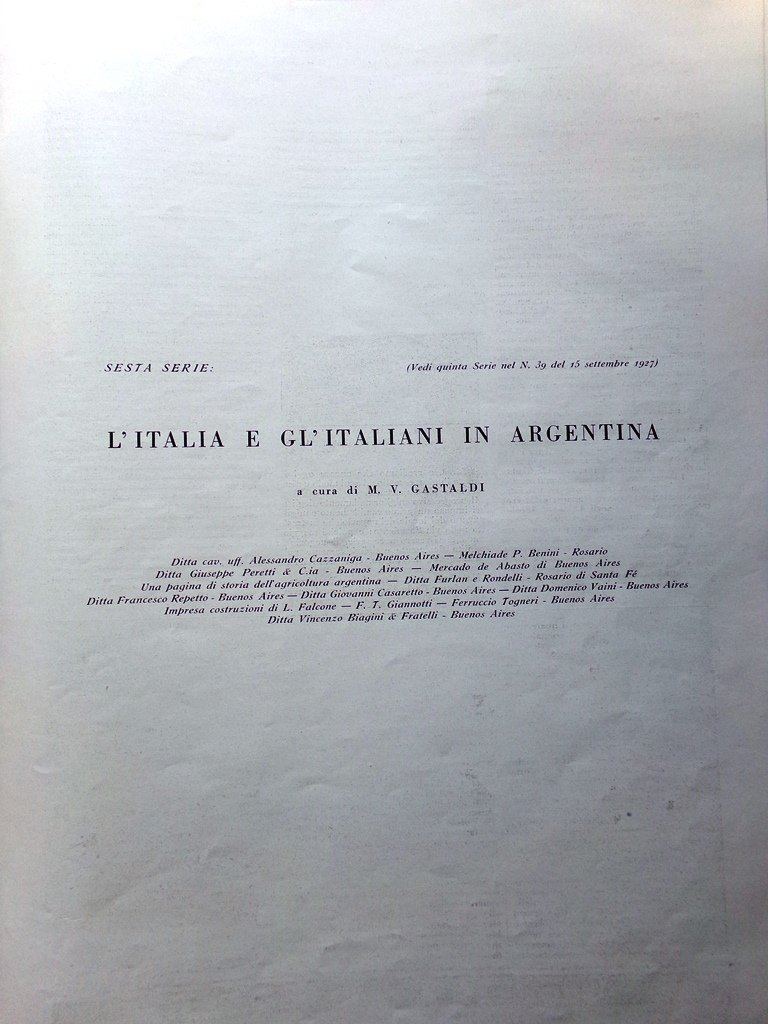 SESTA SERIE:
(Vedi quinta Serie nel N. 39 del 15 settembre 1927)
L'ITALIA E GL'ITALIANI IN ARGENTINA
a cura di M. V. GASTALDI
Ditta cav. uff. Alessandro Cazzaniga - Buenos Aires — Melchiade P. Benini - Rosario
Ditta Giuseppe Peretti & C.ia - Buenos Aires — Mercado de Abasto di Buenos Aires
Una pagina di storia dell'agricoltura argentina — Ditta Furlan e Rondelli - Rosario di Santa Fé
Ditta Francesco Repetto - Buenos Aires — Ditta Giovanni Casaretto - Buenos Aires — Ditta Domenico Vaini - Buenos Aires
Impresa costruzioni di L. Falcone — F. T. Giannotti — Ferruccio Togneri - Buenos Aires
Ditta Vincenzo Biagini & Fratelli - Buenos Aires